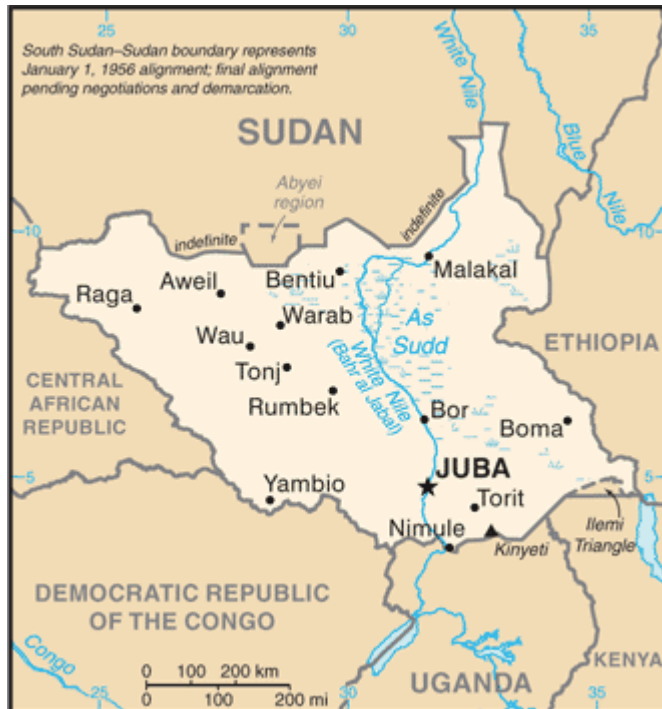 25
30
35
South Sudan–Sudan boundary represents
January 1, 1956 alignment; final alignment
pending negotiations and demarcation.
White Nile
SUDAN
Blue
Nile
Abyei
region
10
indefinite
indefinite
10
Aweil
Bentiu
Malakal
Raga
Warab
As
Sudd
Wau
ETHIOPIA
Tonj
White Nile
(Bahr al Jabal)
CENTRAL
AFRICAN
REPUBLIC
Rumbek
Bor
Boma
5
JUBA
5
Yambio
Torit
Nimule
Kinyeti
Ilemi
Triangle
DEMOCRATIC REPUBLIC
OF THE CONGO
Congo
0 100 200 km
0 100 200 mi
UGANDA
KENYA
25
30
35